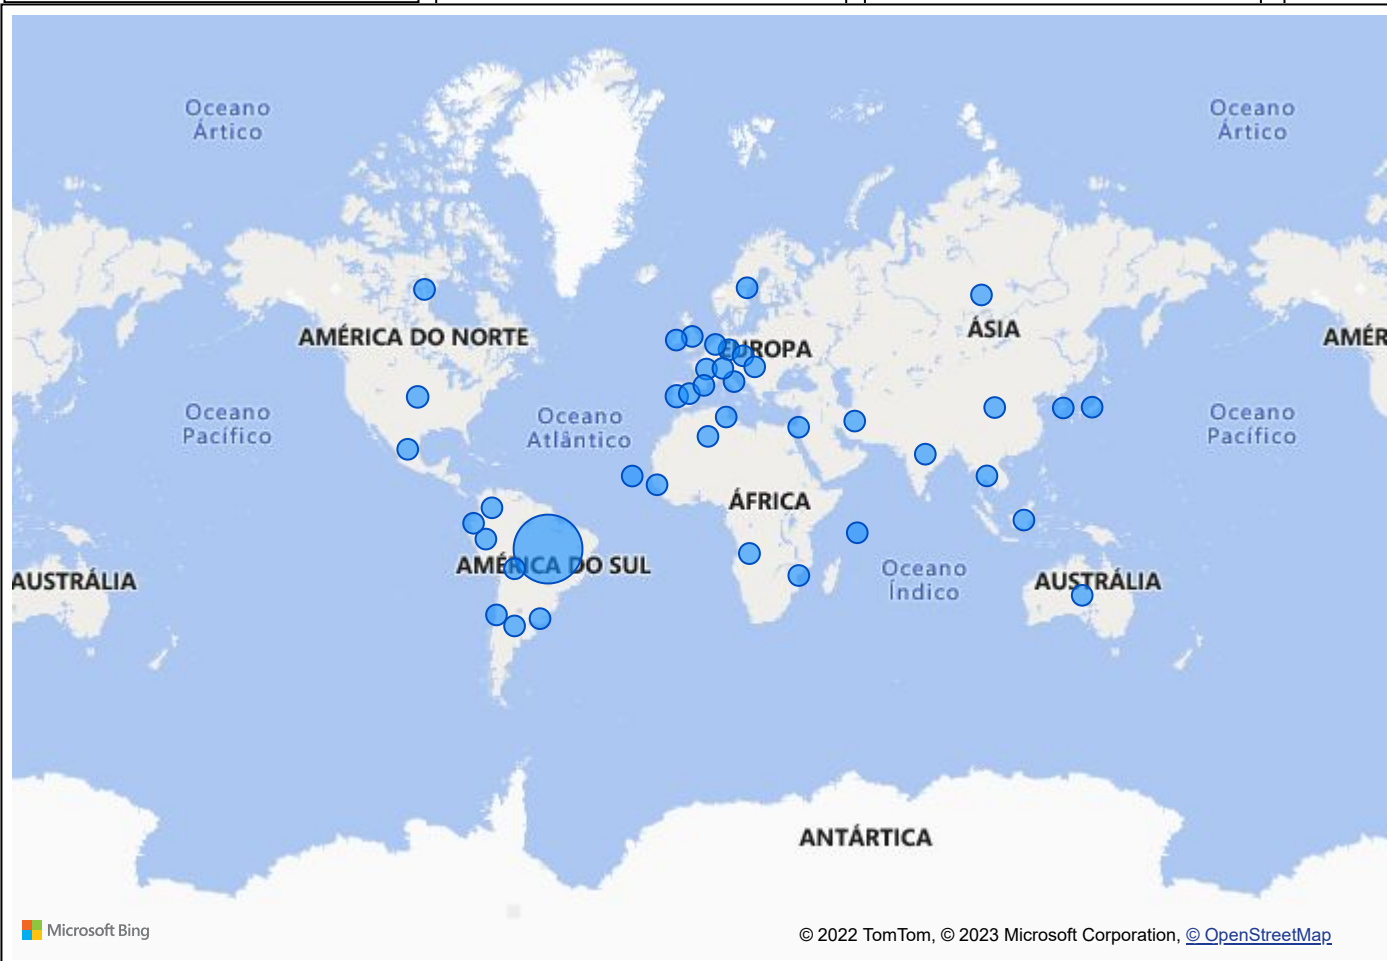 Oceano
Ártico
Oceano
Ártico
AMÉRICA DO NORTE
ÁSIA
EUROPA
AMÉR
Oceano
Pacífico
Oceano
Atlântico
Oceano
Pacífico
ÁFRICA
AMÉRICA DO SUL
Oceano
Índico
AUSTRÁLIA
AUSTRÁLIA
ANTÁRTICA
Microsoft Bing
© 2022 TomTom, © 2023 Microsoft Corporation, © OpenStreetMap